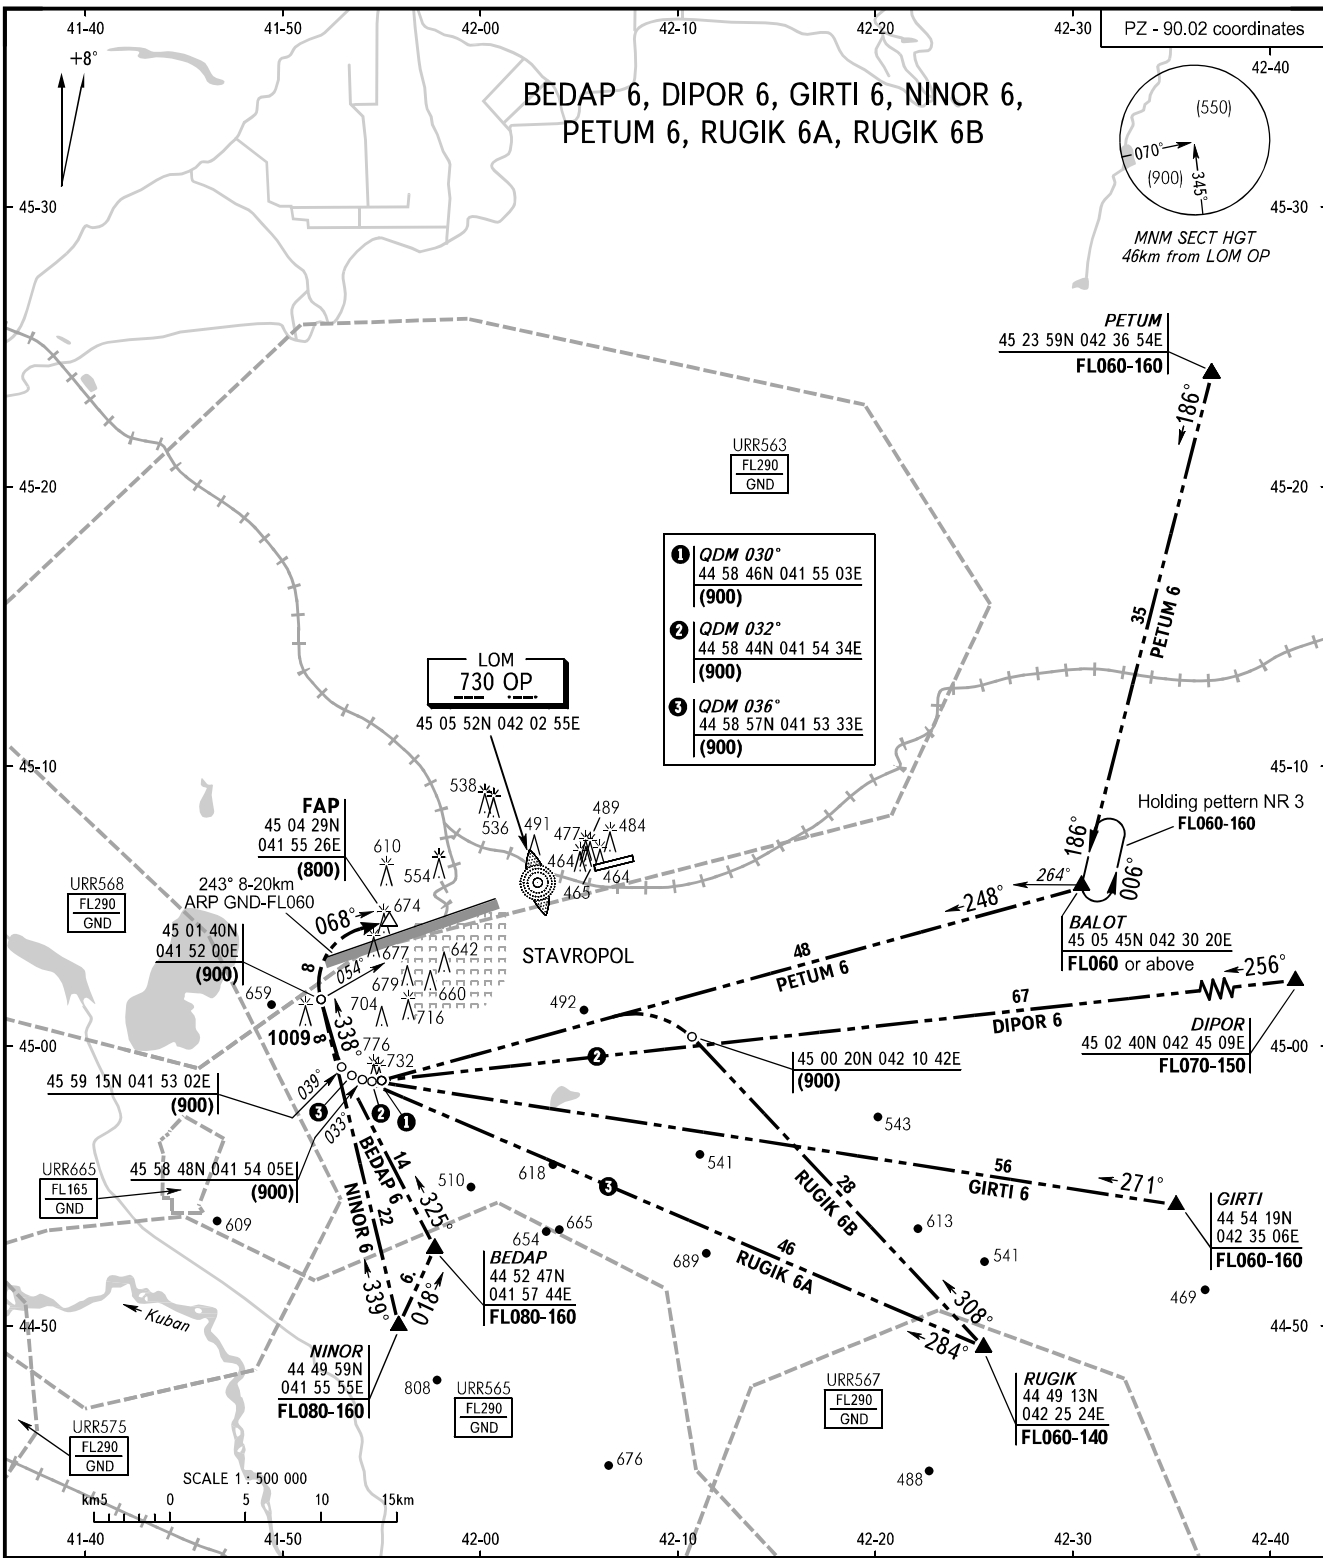 41-40
41-50
42-00
42-10
42-20
42-30
PZ - 90.02 coordinates
42-40
+8°
BEDAP 6, DIPOR 6, GIRTI 6, NINOR 6,
PETUM 6, RUGIK 6A, RUGIK 6B
(550)
070°
(900)
345°
45-30
45-30
MNM SECT HGT
46km from LOM OP
PETUM
45 23 59N 042 36 54E
FL060-160
186°
URR563
FL290
GND
45-20
45-20
1 QDM 030°
44 58 46N 041 55 03E
(900)
2 QDM 032°
44 58 44N 041 54 34E
(900)
3 QDM 036°
44 58 57N 041 53 33E
(900)
35
PETUM 6
LOM
730 OP
45 05 52N 042 02 55E
45-10
45-10
538
536
491
477
489
484
464
465
464
Holding pettern NR 3
FL060-160
186°
006°
264°
FAP
45 04 29N
041 55 26E
(800)
610
554
URR568
FL290
GND
243° 8-20km
ARP GND-FL060
068°
674
248°
BALOT
45 05 45N 042 30 20E
FL060 or above
45 01 40N
041 52 00E
(900)
8
054°
677
642
679
660
STAVROPOL
48
PETUM 6
256°
659
1009
704
716
492
67
DIPOR 6
DIPOR
45 02 40N 042 45 09E
FL070-150
8
338°
776
732
45-00
45-00
2
45 00 20N 042 10 42E
(900)
45 59 15N 041 53 02E
(900)
039°
3
2
1
033°
543
URR665
FL165
GND
45 58 48N 041 54 05E
(900)
BEDAP 6
14
510
618
541
3
56
GIRTI 6
271°
NINOR 6
22
325°
28
RUGIK 6B
GIRTI
44 54 19N
042 35 06E
FL060-160
609
654
665
613
689
46
RUGIK 6A
541
BEDAP
44 52 47N
041 57 44E
FL080-160
339°
6
018°
308°
469
Kuban
44-50
44-50
284°
NINOR
44 49 59N
041 55 55E
FL080-160
808
URR565
FL290
GND
URR567
FL290
GND
RUGIK
44 49 13N
042 25 24E
FL060-140
URR575
FL290
GND
676
488
SCALE 1 : 500 000
km5
0
5
10
15km
41-40
41-50
42-00
42-10
42-20
42-30
42-40